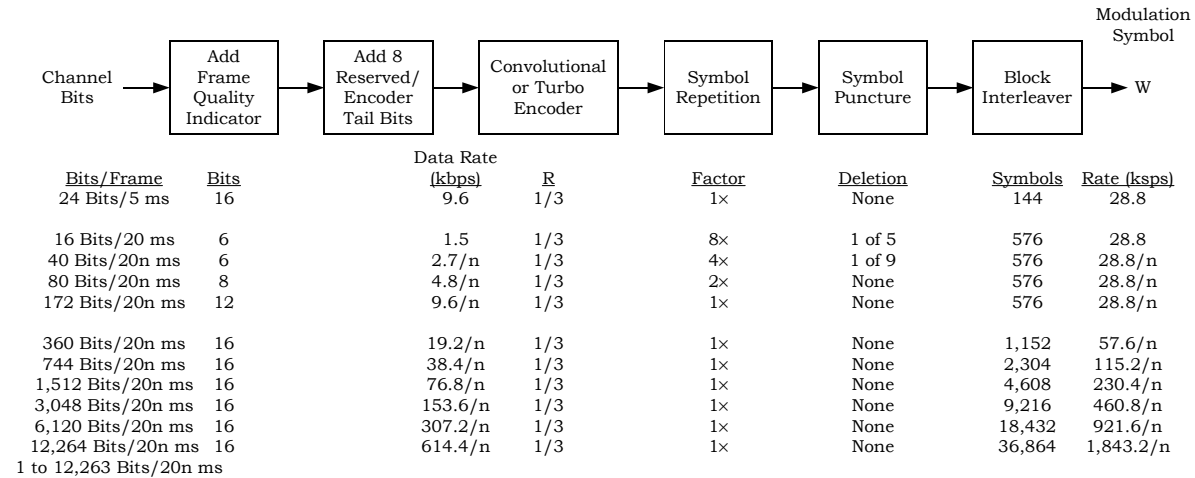 Modulation
Symbol
Channel
Bits
Add
Frame
Quality
Indicator
Add 8
Reserved/
Encoder
Tail Bits
Convolutional
or Turbo
Encoder
Symbol
Repetition
Symbol
Puncture
Block
Interleaver
W
Data Rate
Bits/Frame Bits (kbps) R Factor Deletion Symbols Rate (ksps)
24 Bits/5 ms 16 9.6 1/3 1× None 144 28.8
16 Bits/20 ms 6 1.5 1/3 8× 1 of 5 576 28.8
40 Bits/20n ms 6 2.7/n 1/3 4× 1 of 9 576 28.8/n
80 Bits/20n ms 8 4.8/n 1/3 2× None 576 28.8/n
172 Bits/20n ms 12 9.6/n 1/3 1× None 576 28.8/n
360 Bits/20n ms 16 19.2/n 1/3 1× None 1,152 57.6/n
744 Bits/20n ms 16 38.4/n 1/3 1× None 2,304 115.2/n
1,512 Bits/20n ms 16 76.8/n 1/3 1× None 4,608 230.4/n
3,048 Bits/20n ms 16 153.6/n 1/3 1× None 9,216 460.8/n
6,120 Bits/20n ms 16 307.2/n 1/3 1× None 18,432 921.6/n
12,264 Bits/20n ms 16 614.4/n 1/3 1× None 36,864 1,843.2/n
1 to 12,263 Bits/20n ms